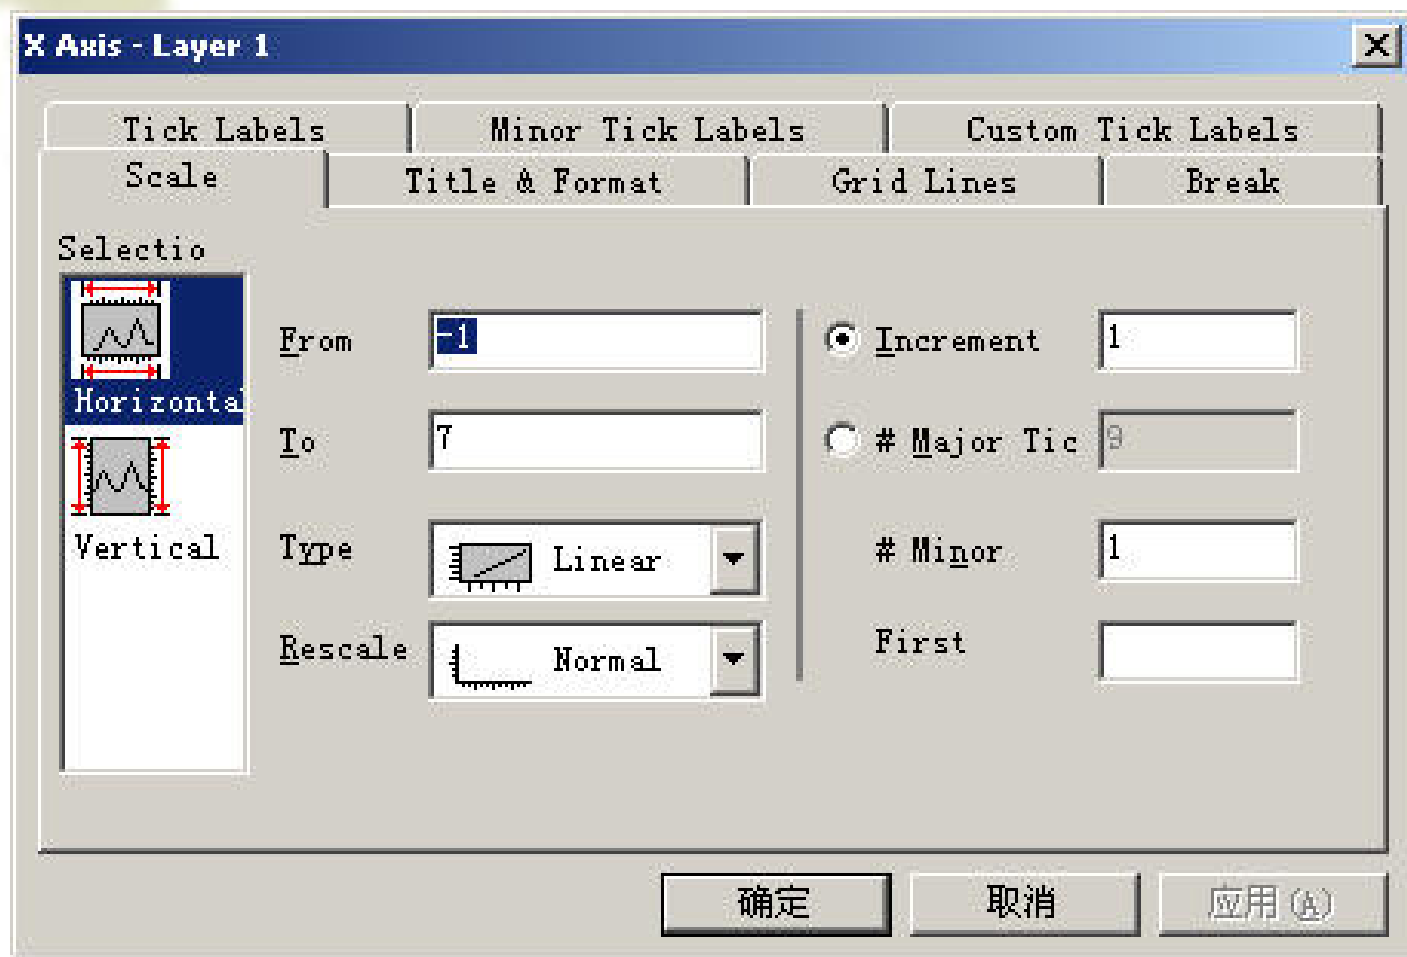 X Axis - Layer 1
Tick Labels Minor Tick Labels Custom Tick Labels
Scale Title & Format Grid Lines Break
Selectio
Horizonta
Vertical
From -1
To 7
Type Linear
Rescale Normal
Increment 1
# Major Tic 9
# Minor 1
First
确定 取消 应用(A)